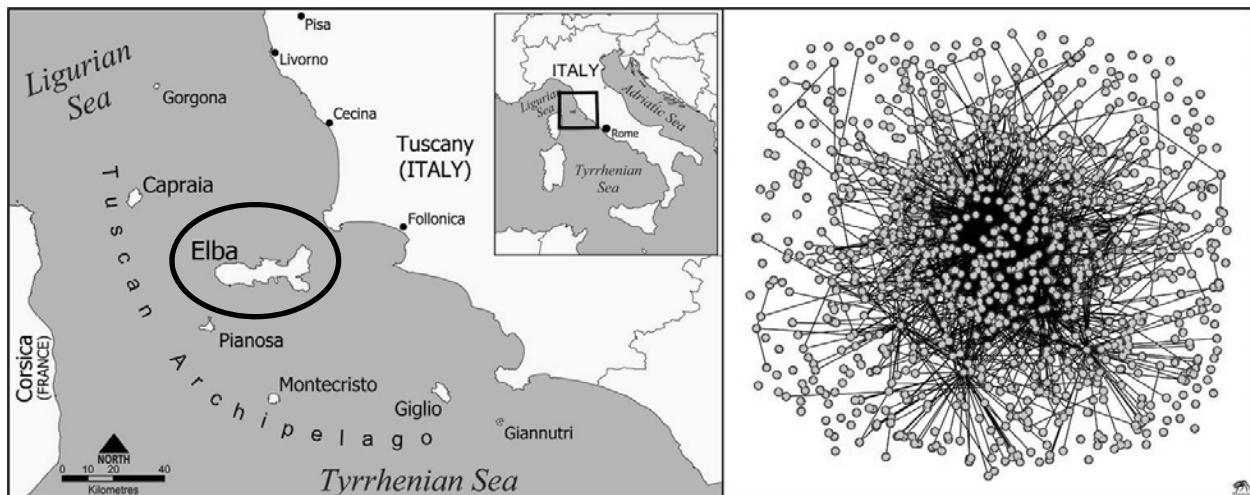 Pisa
Livorno
Ligurian
Sea
Gorgona
Cecina
Tuscany
(ITALY)
Tuscan Archipelago
Capraia
Follonica
Elba
Pianosa
Corsica
(FRANCE)
Montecristo
Giglio
Giannutri
NORTH
0 10 20 40
Kilometres
Tyrrhenian Sea
ITALY
Ligurian
Sea
Adriatic Sea
Rome
Tyrrhenian
Sea